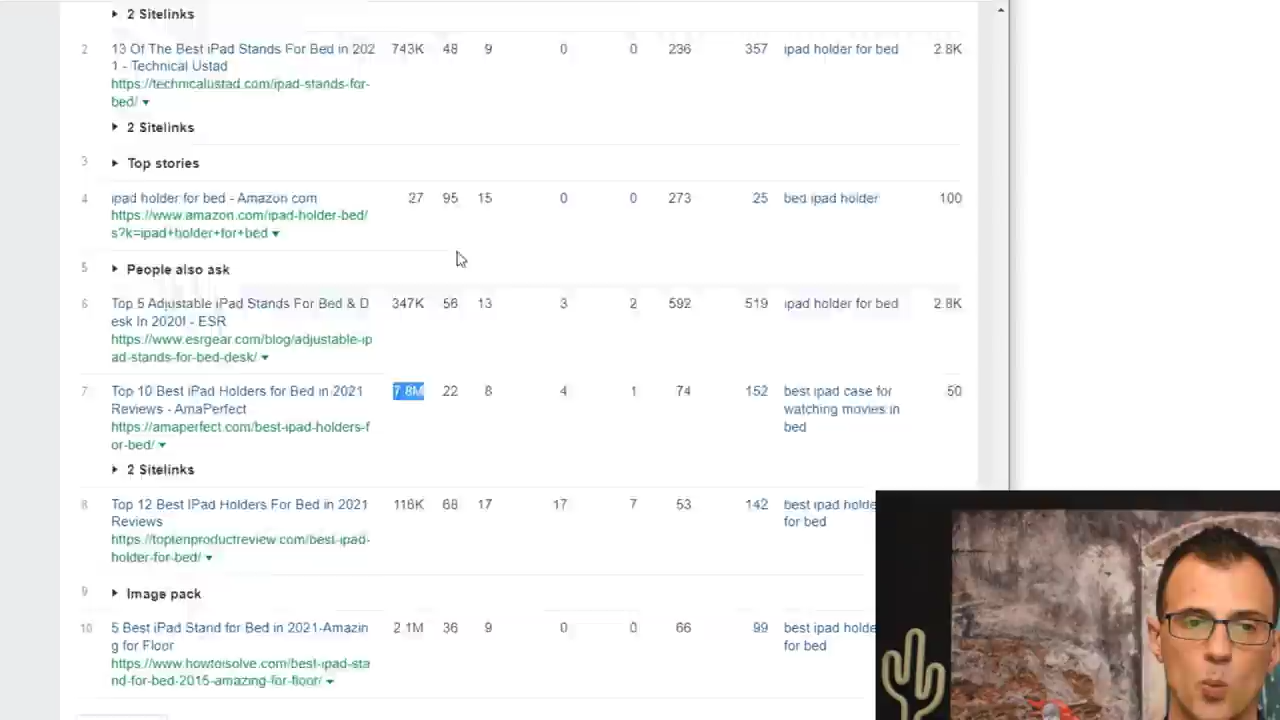 2 Sitelinks
2 13 Of The Best iPad Stands For Bed in 202 743K 48 9 0 0 236 357 ipad holder for bed 2.8K
1 - Technical Ustad
https://technicalustad.com/ipad-stands-for-
bed/
2 Sitelinks
3 Top stories
4 ipad holder for bed - Amazon com 27 95 15 0 0 273 25 bed ipad holder 100
https://www.amazon.com/ipad-holder-bed/
s?k=ipad+holder+for+bed
5 People also ask
6 Top 5 Adjustable iPad Stands For Bed & D 347K 56 13 3 2 592 519 ipad holder for bed 2.8K
esk In 2020! - ESR
https://www.esrgear.com/blog/adjustable-ip
ad-stands-for-bed-desk/
7 Top 10 Best iPad Holders for Bed in 2021 7.8M 22 8 4 1 74 152 best ipad case for 50
Reviews - AmaPerfect watching movies in
https://amaperfect.com/best-ipad-holders-f bed
or-bed/
2 Sitelinks
8 Top 12 Best IPad Holders For Bed in 2021 116K 68 17 17 7 53 142 best ipad holde
Reviews for bed
https://toptenproductreview.com/best-ipad-
holder-for-bed/
9 Image pack
10 5 Best iPad Stand for Bed in 2021-Amazin 2.1M 36 9 0 0 66 99 best ipad holde
g for Floor for bed
https://www.howtoisolve.com/best-ipad-sta
nd-for-bed-2015-amazing-for-floor/